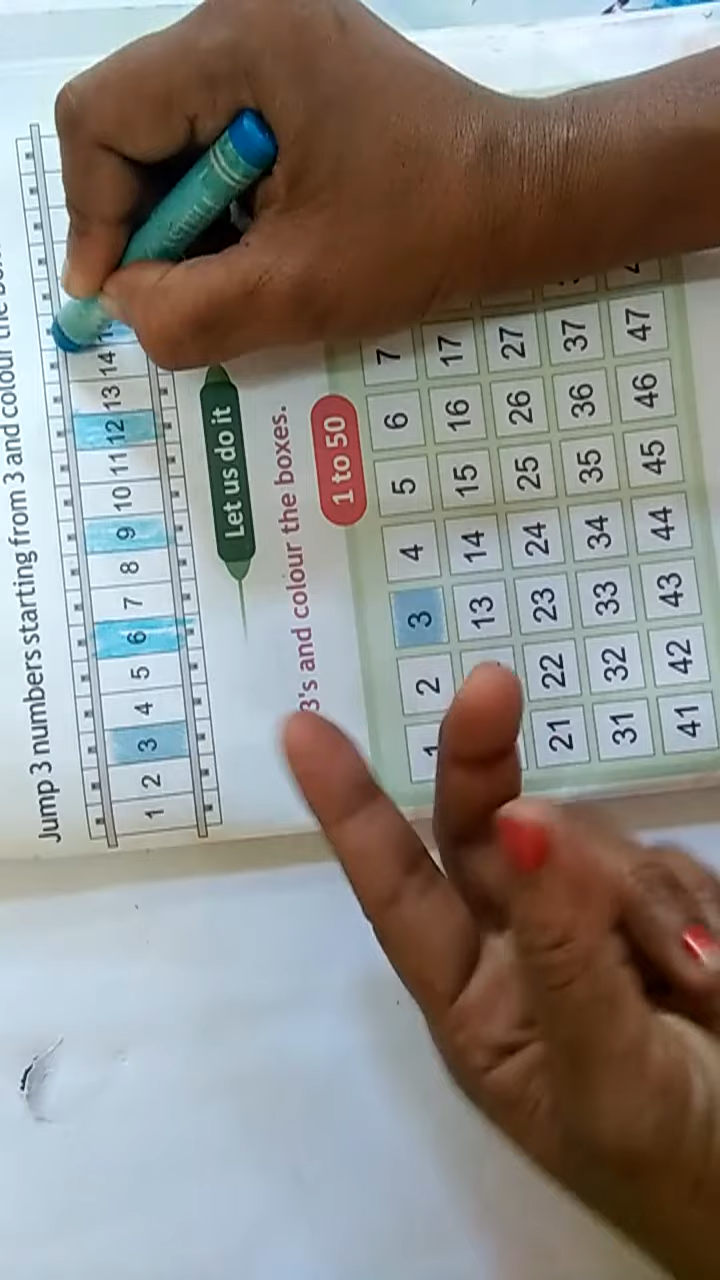 Jump 3 numbers starting from 3 and colour the
1 2 3 4 5 6 7 8 9 10 11 12 13 14
Let us do it
3's and colour the boxes.
1 to 50
1 2 3 4 5 6 7
13 14 15 16 17
21 22 23 24 25 26 27
31 32 33 34 35 36 37
41 42 43 44 45 46 47